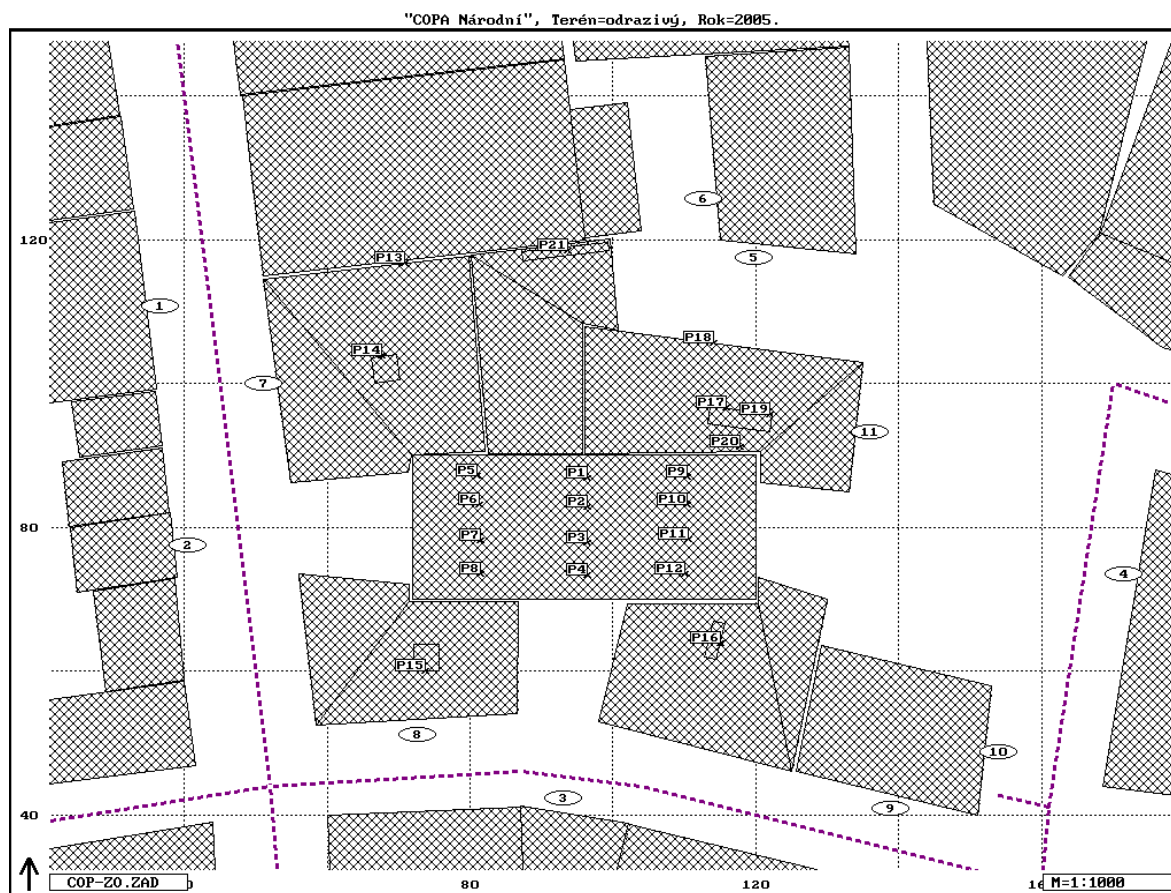 "COPA Národní", Terén=odrazivý, Rok=2005.
6
120
P21
P13
5
1
P18
P14
7
P17
P19
11
P20
P5
P1
P9
P6
P2
P10
80
P7
P3
P11
2
P8
P4
P12
4
P16
P15
8
10
3
9
40
COP-ZO.ZAD
0
80
120
16
M=1:1000